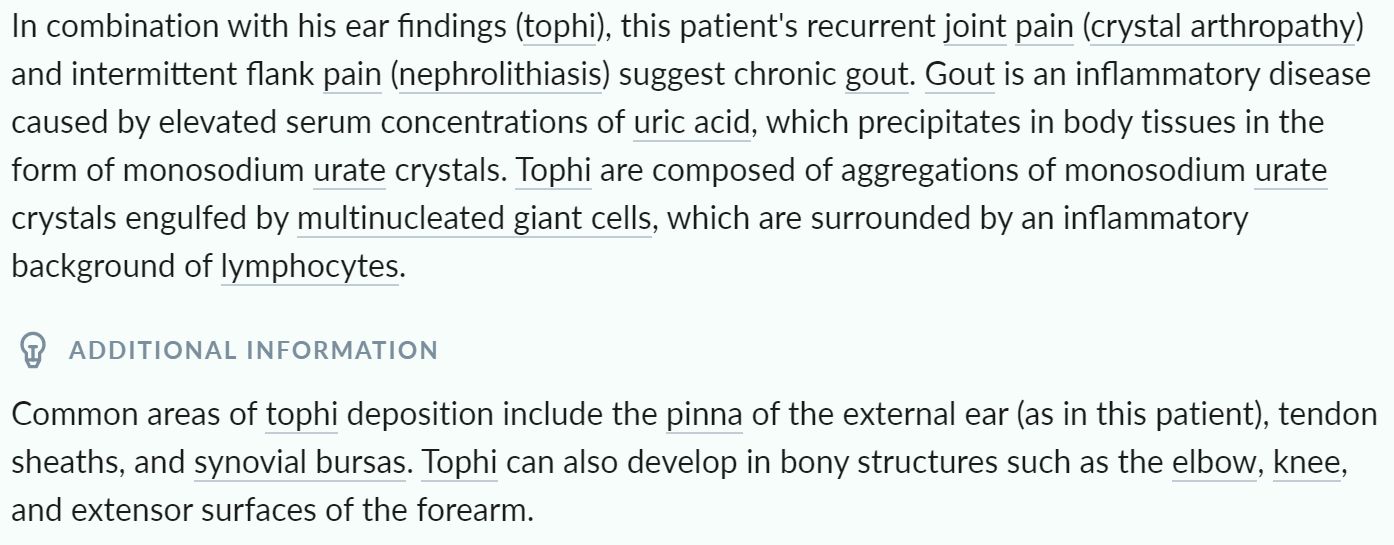 In combination with his ear findings (tophi), this patient's recurrent joint pain (crystal arthropathy)
and intermittent flank pain (nephrolithiasis) suggest chronic gout. Gout is an inflammatory disease
caused by elevated serum concentrations of uric acid, which precipitates in body tissues in the
form of monosodium urate crystals. Tophi are composed of aggregations of monosodium urate
crystals engulfed by multinucleated giant cells, which are surrounded by an inflammatory
background of lymphocytes.
ADDITIONAL INFORMATION
Common areas of tophi deposition include the pinna of the external ear (as in this patient), tendon
sheaths, and synovial bursas. Tophi can also develop in bony structures such as the elbow, knee,
and extensor surfaces of the forearm.